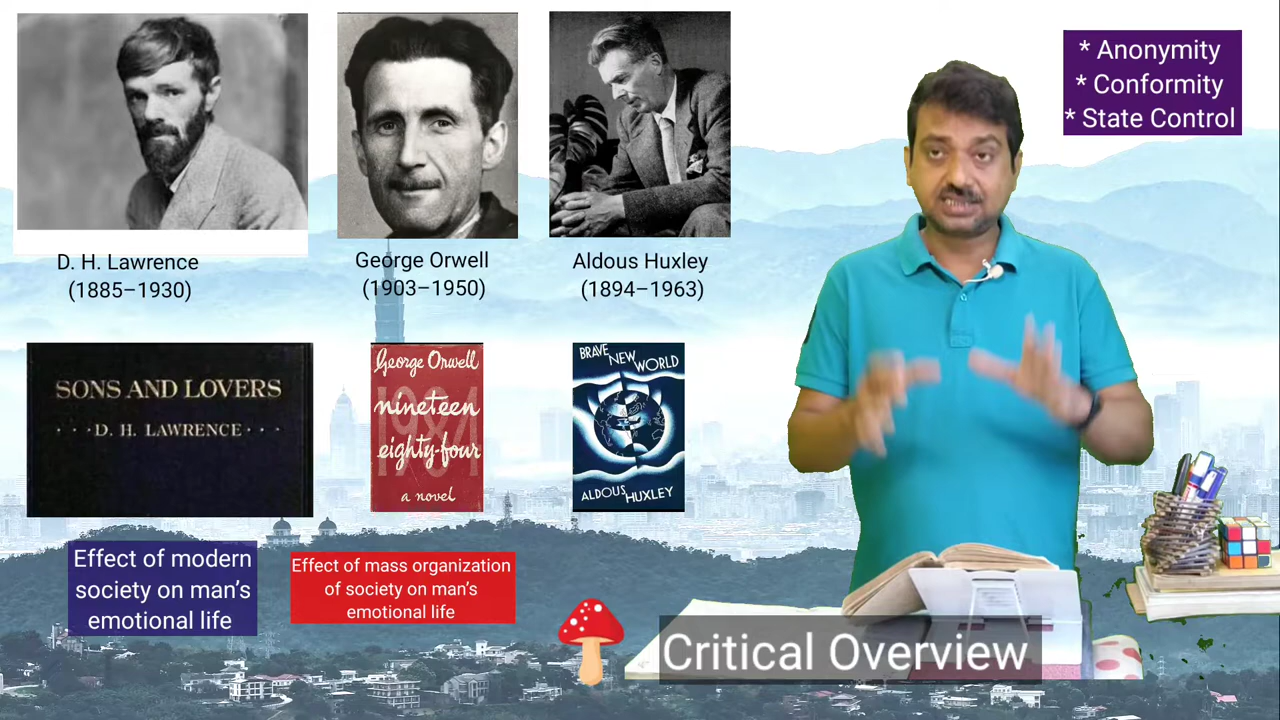 * Anonymity
* Conformity
* State Control
D. H. Lawrence
(1885–1930)
George Orwell
(1903–1950)
Aldous Huxley
(1894–1963)
SONS AND LOVERS
· · · D. H. LAWRENCE · · ·
George Orwell
1984
nineteen
eighty-four
a novel
BRAVE NEW WORLD
ALDOUS HUXLEY
Effect of modern
society on man's
emotional life
Effect of mass organization
of society on man's
emotional life
Critical Overview